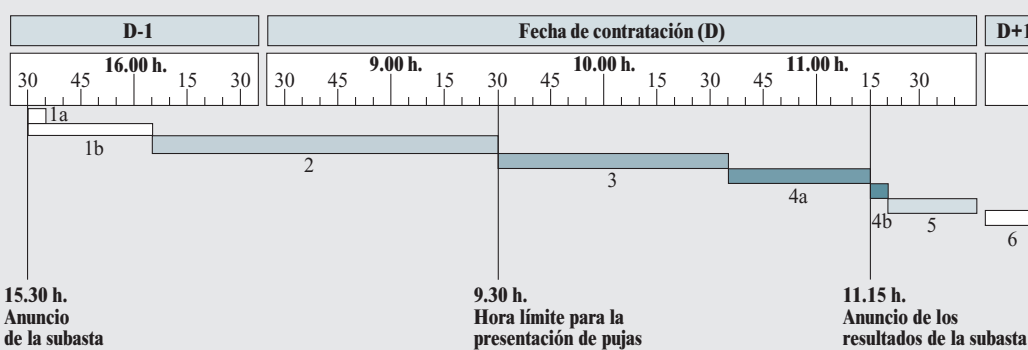 D-1
Fecha de contratación (D)
D+1
16.00 h.
9.00 h.
10.00 h.
11.00 h.
30 45 15 30 30 45 15 30 45 15 30 45 15 30
1a
1b
2
3
4a
4b
5
6
15.30 h.
Anuncio
de la subasta
9.30 h.
Hora límite para la
presentación de pujas
11.15 h.
Anuncio de los
resultados de la subasta